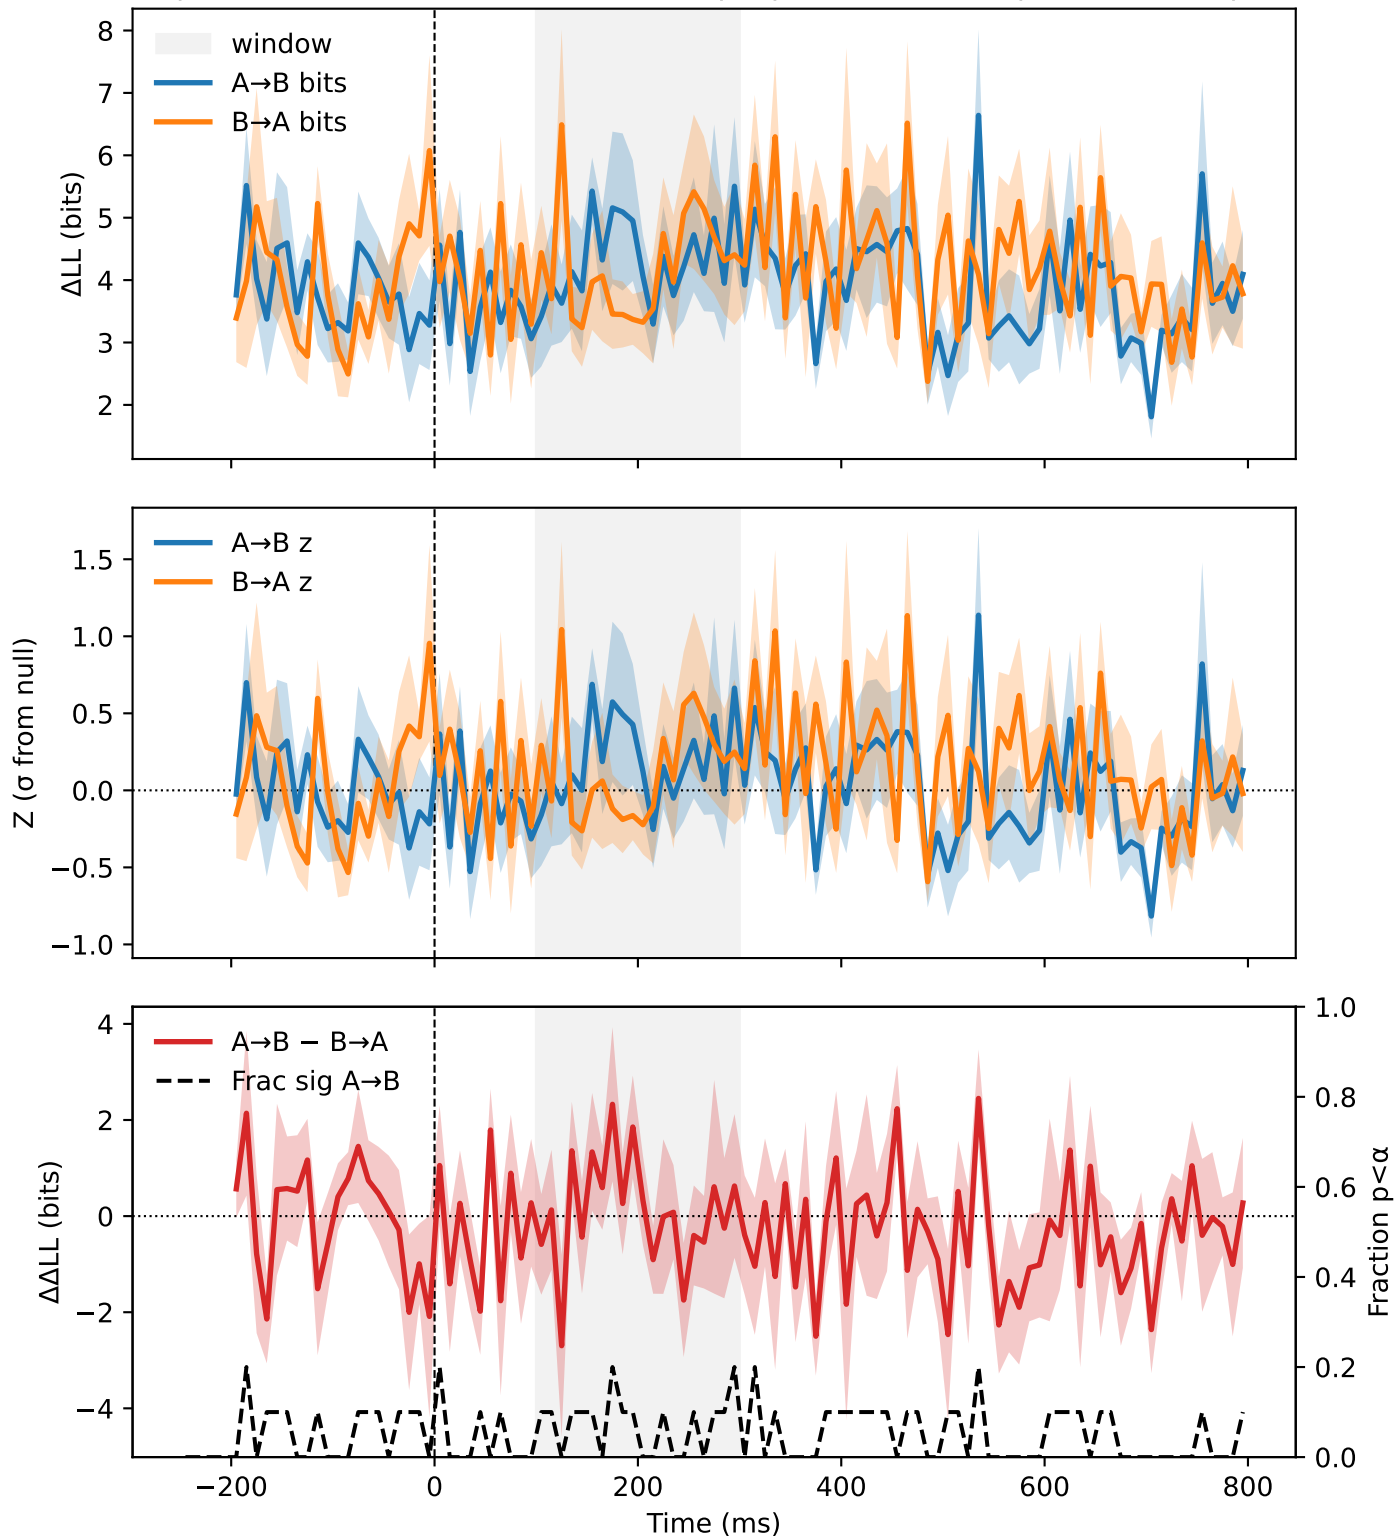 8
7
6
5
4
3
2
ΔLL (bits)
window
A→B bits
B→A bits
1.5
1.0
0.5
0.0
−0.5
−1.0
Z (σ from null)
A→B z
B→A z
4
2
0
−2
−4
ΔΔLL (bits)
A→B − B→A
Frac sig A→B
1.0
0.8
0.6
0.4
0.2
0.0
Fraction p<α
−200
0
200
400
600
800
Time (ms)